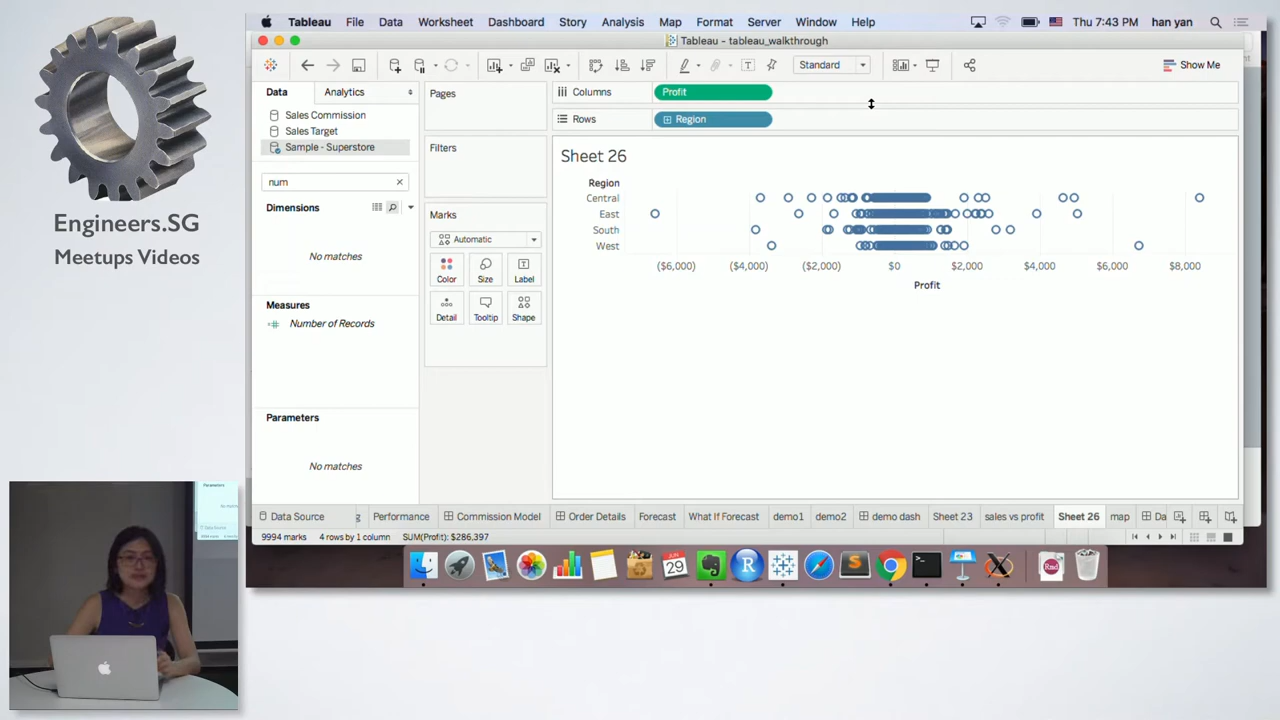 Engineers.SG
Meetups Videos
Tableau File Data Worksheet Dashboard Story Analysis Map Format Server Window Help
Thu 7:43 PM han yan
Tableau - tableau_walkthrough
Standard
Show Me
Data Analytics
Sales Commission
Sales Target
Sample - Superstore
num
Dimensions
No matches
Measures
Number of Records
Parameters
No matches
Pages
Filters
Marks
Automatic
Color Size Label
Detail Tooltip Shape
Columns Profit
Rows Region
Sheet 26
Region
Central
East
South
West
($6,000) ($4,000) ($2,000) $0 $2,000 $4,000 $6,000 $8,000
Profit
Data Source Performance Commission Model Order Details Forecast What If Forecast demo1 demo2 demo dash Sheet 23 sales vs profit Sheet 26 map Da
9994 marks 4 rows by 1 column SUM(Profit): $286,397
JUN
29
R
Rmd
Parameters